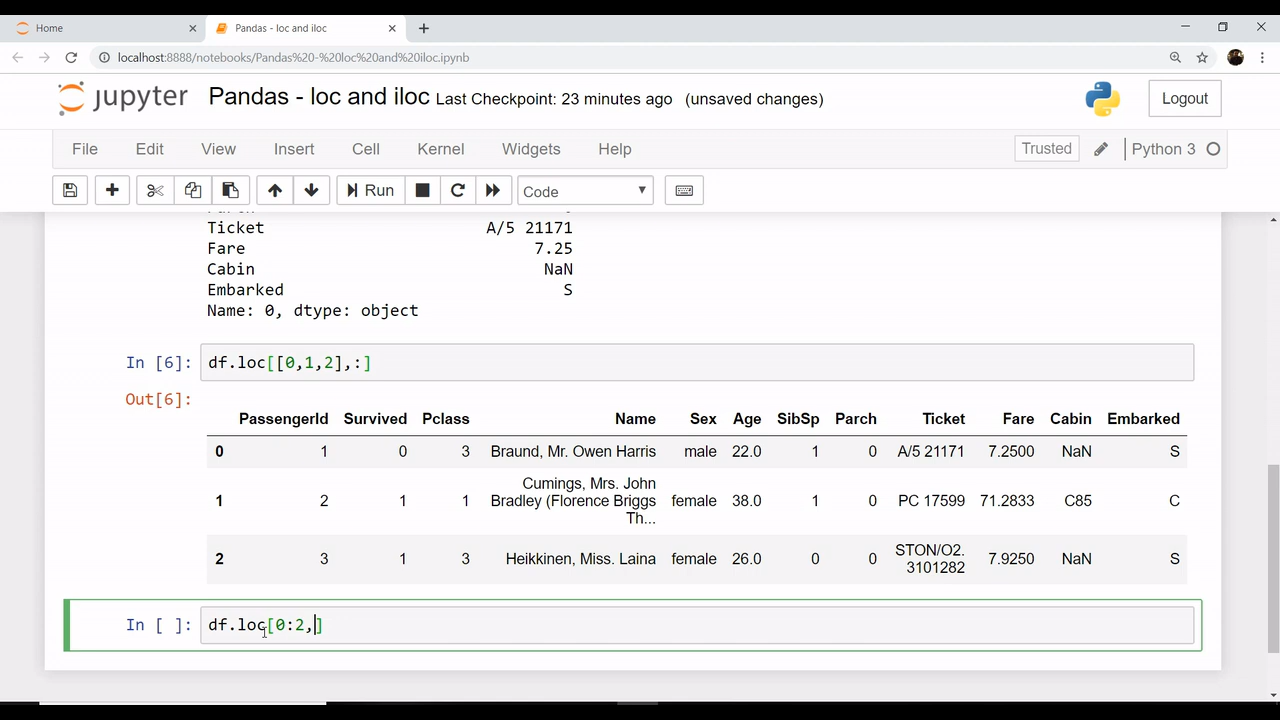 Home
Pandas - loc and iloc
localhost:8888/notebooks/Pandas%20-%20loc%20and%20iloc.ipynb
jupyter Pandas - loc and iloc Last Checkpoint: 23 minutes ago (unsaved changes)
Logout
File Edit View Insert Cell Kernel Widgets Help Trusted Python 3
Run Code
Ticket A/5 21171
Fare 7.25
Cabin NaN
Embarked S
Name: 0, dtype: object
In [6]: df.loc[[0,1,2],:]
Out[6]:
PassengerId Survived Pclass Name Sex Age SibSp Parch Ticket Fare Cabin Embarked
0 1 0 3 Braund, Mr. Owen Harris male 22.0 1 0 A/5 21171 7.2500 NaN S
Cumings, Mrs. John
1 2 1 1 Bradley (Florence Briggs female 38.0 1 0 PC 17599 71.2833 C85 C
Th...
2 3 1 3 Heikkinen, Miss. Laina female 26.0 0 0 STON/O2. 7.9250 NaN S
3101282
In [ ]: df.loc[0:2,]